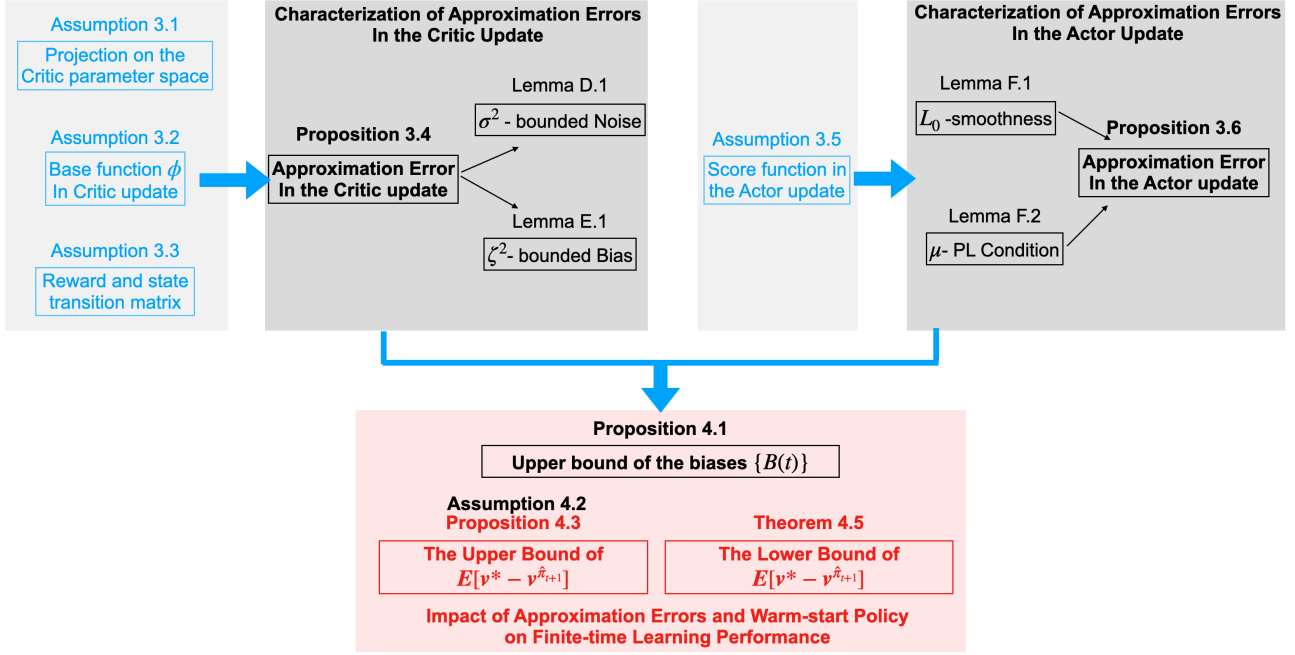 Assumption 3.1
Projection on the
Critic parameter space
Assumption 3.2
Base function ϕ
In Critic update
Assumption 3.3
Reward and state
transition matrix
Characterization of Approximation Errors
In the Critic Update
Lemma D.1
σ² - bounded Noise
Proposition 3.4
Approximation Error
In the Critic update
Lemma E.1
ζ²- bounded Bias
Assumption 3.5
Score function in
the Actor update
Characterization of Approximation Errors
In the Actor Update
Lemma F.1
L₀ -smoothness
Proposition 3.6
Approximation Error
In the Actor update
Lemma F.2
μ- PL Condition
Proposition 4.1
Upper bound of the biases {B(t)}
Assumption 4.2
Proposition 4.3
The Upper Bound of
E[v* − v^{π̂_{t+1}}]
Theorem 4.5
The Lower Bound of
E[v* − v^{π̂_{t+1}}]
Impact of Approximation Errors and Warm-start Policy
on Finite-time Learning Performance